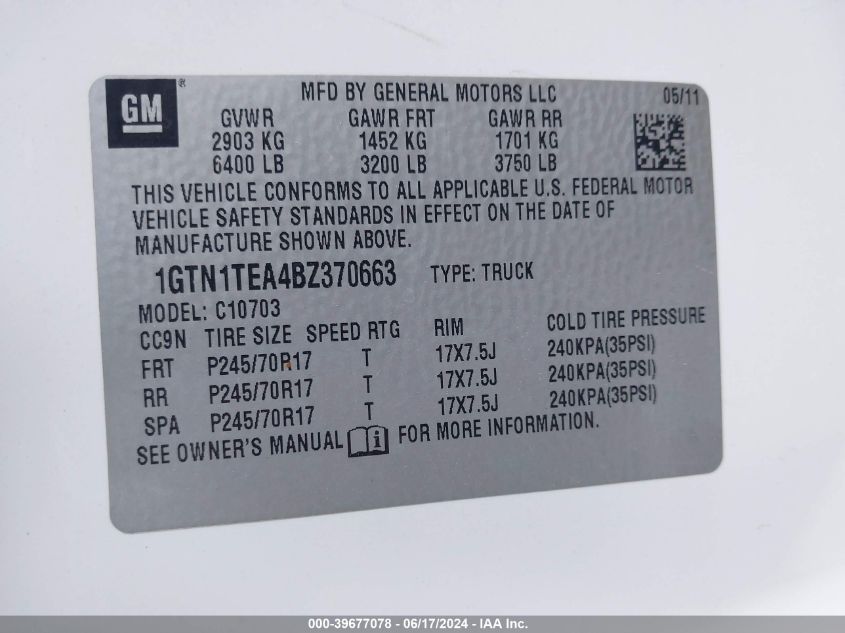 GM ®
MFD BY GENERAL MOTORS LLC 05/11
GVWR GAWR FRT GAWR RR
2903 KG 1452 KG 1701 KG
6400 LB 3200 LB 3750 LB
THIS VEHICLE CONFORMS TO ALL APPLICABLE U.S. FEDERAL MOTOR
VEHICLE SAFETY STANDARDS IN EFFECT ON THE DATE OF
MANUFACTURE SHOWN ABOVE.
1GTN1TEA4BZ370663 TYPE: TRUCK
MODEL: C10703
CC9N TIRE SIZE SPEED RTG RIM COLD TIRE PRESSURE
FRT P245/70R17 T 17X7.5J 240KPA(35PSI)
RR P245/70R17 T 17X7.5J 240KPA(35PSI)
SPA P245/70R17 T 17X7.5J 240KPA(35PSI)
SEE OWNER'S MANUAL FOR MORE INFORMATION.
000-39677078 - 06/17/2024 - IAA Inc.